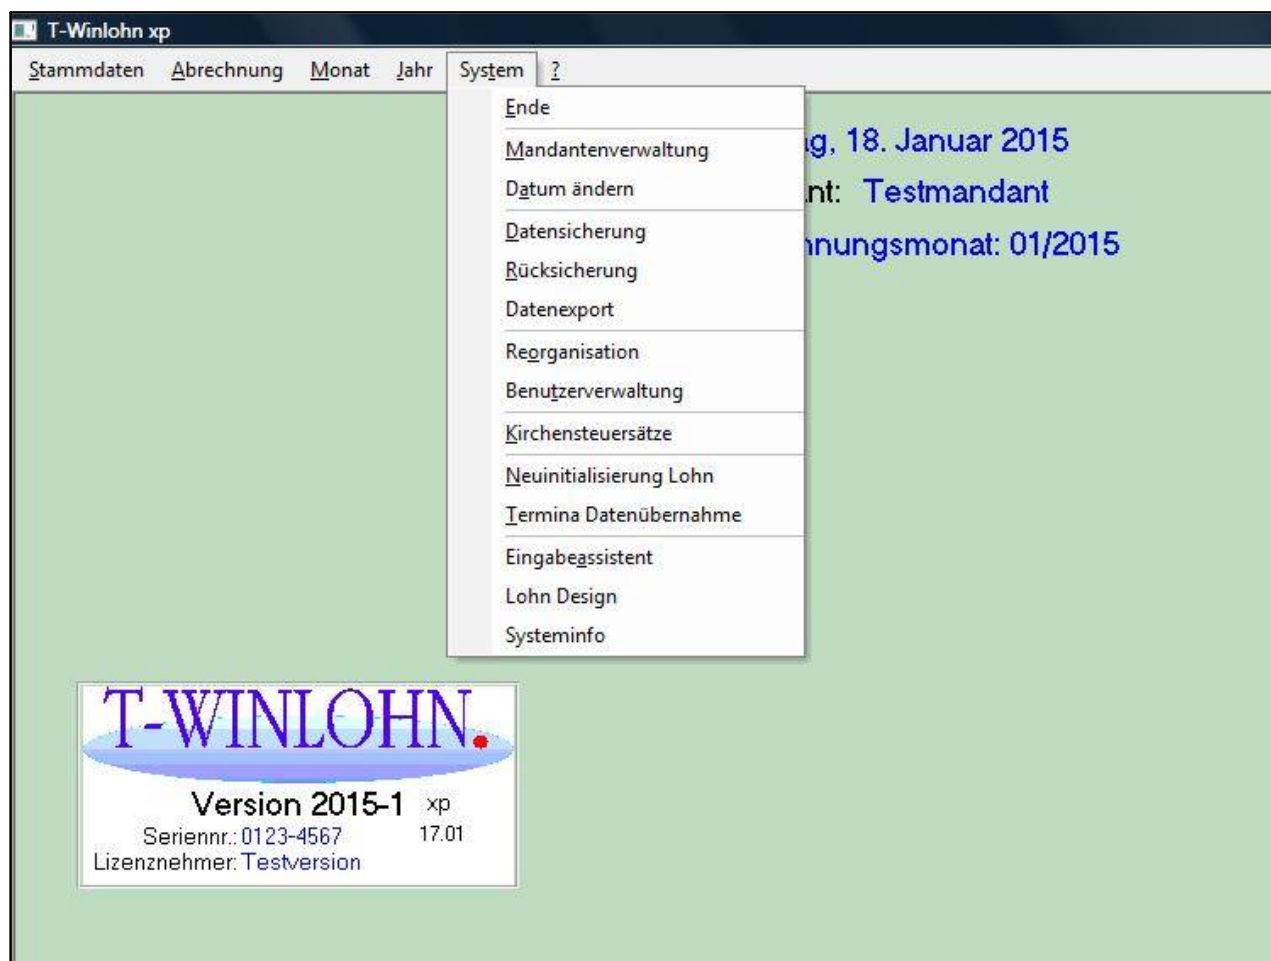 T-Winlohn xp
Stammdaten Abrechnung Monat Jahr System ?
Ende
Mandantenverwaltung
Datum ändern
Datensicherung
Rücksicherung
Datenexport
Reorganisation
Benutzerverwaltung
Kirchensteuersätze
Neuinitialisierung Lohn
Termina Datenübernahme
Eingabeassistent
Lohn Design
Systeminfo
18. Januar 2015
Testmandant
01/2015
T-WINLOHN.
Version 2015-1 xp
Seriennr.: 0123-4567 17.01
Lizenznehmer: Testversion